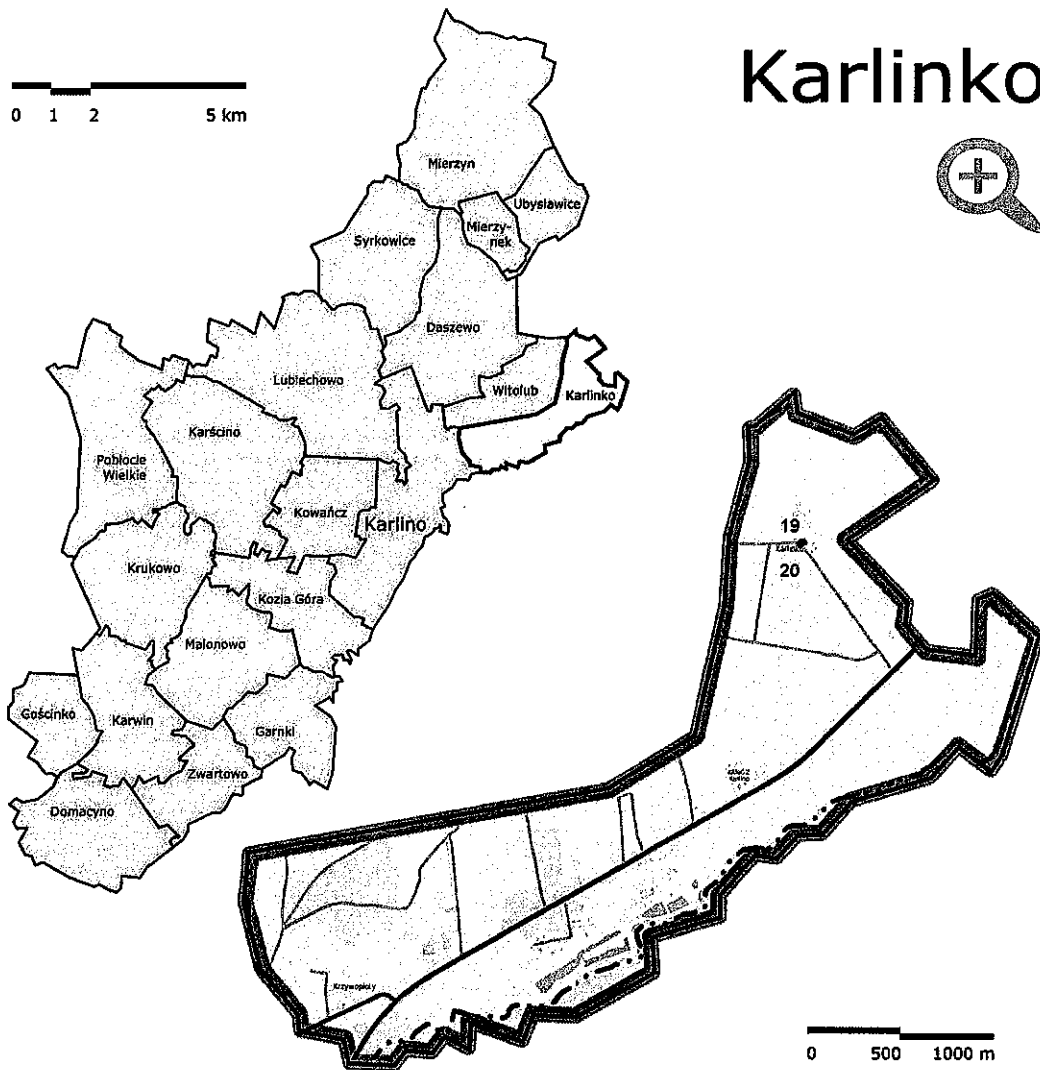 Karlinko
0 1 2 5 km
Mierzyn
Ubysławice
Mierzy-
nek
Syrkowice
Daszewo
Lubiechowo
Witolub
Karlinko
Karścino
Pobłocie
Wielkie
Kowańcz
Karlino
Krukowo
Kozia Góra
Malonowo
Gościnko
Karwin
Garnki
Zwartowo
Domacyno
19
20
Krzywopłoty
0 500 1000 m